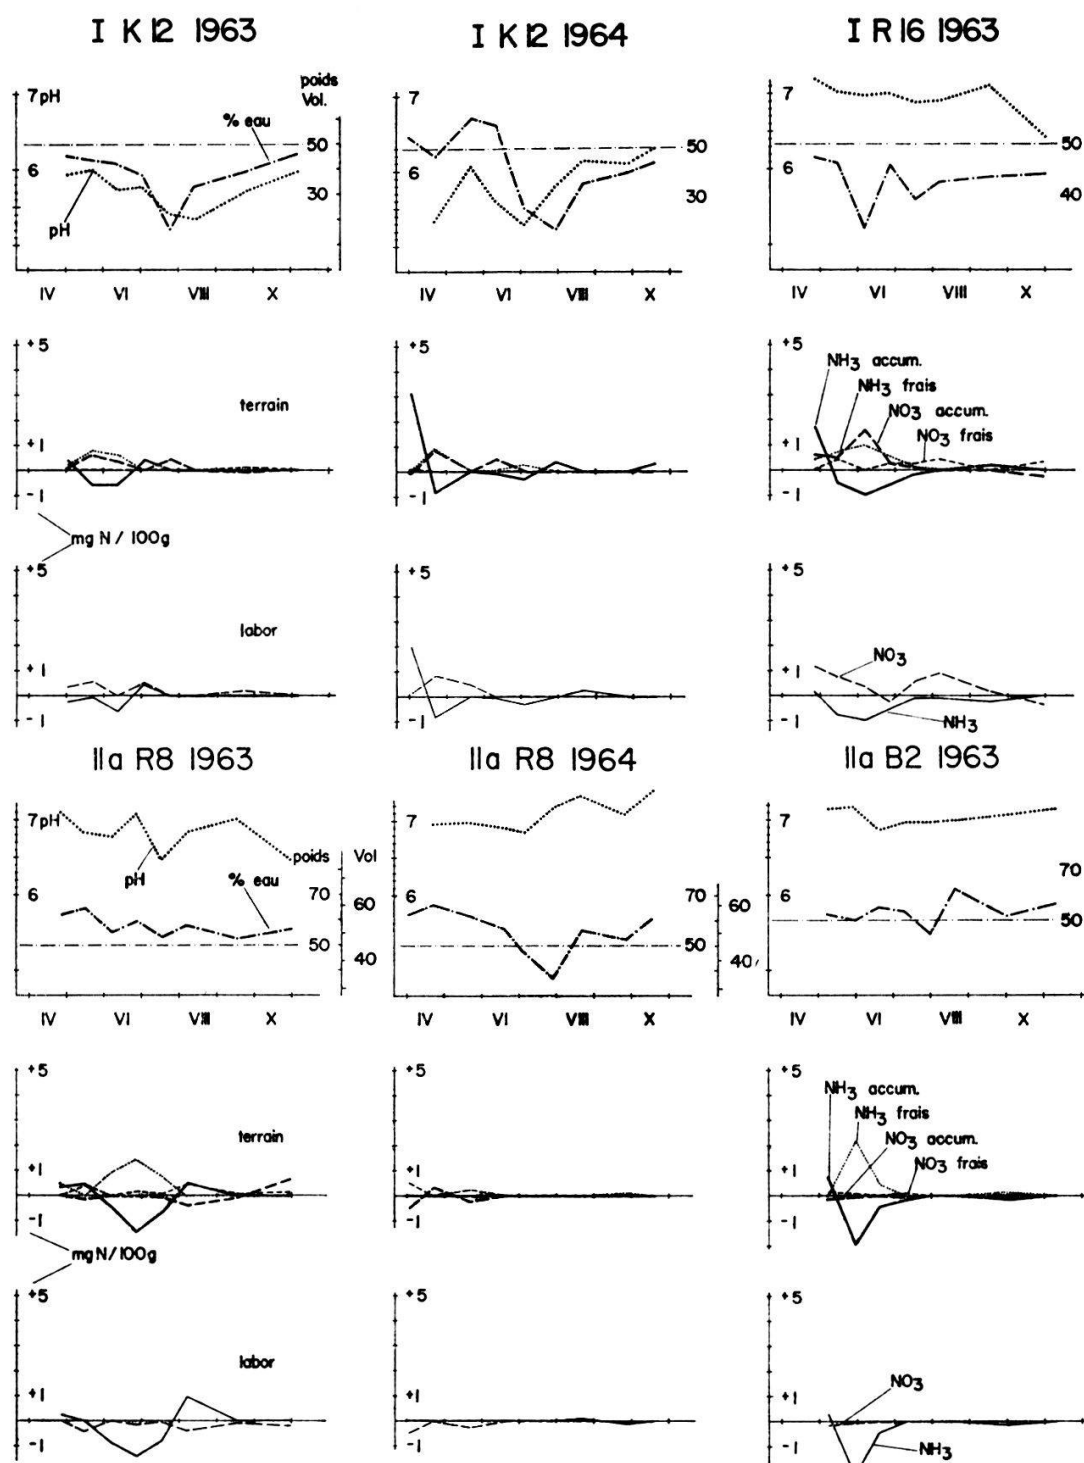 I K12 1963
I K12 1964
I R16 1963
7 pH
poids
Vol.
% eau
50
6
30
pH
IV VI VIII X
7
50
6
30
IV VI VIII X
7
50
6
40
IV VI VIII X
+5
terrain
+1
-1
mg N / 100g
+5
+1
-1
+5
NH3 accum.
NH3 frais
NO3 accum.
NO3 frais
+1
-1
+5
labor
+1
-1
+5
+1
-1
+5
NO3
+1
-1
NH3
IIa R8 1963
IIa R8 1964
IIa B2 1963
7 pH
poids Vol
pH
% eau
6
70
60
50
40
IV VI VIII X
7
6
70
60
50
40
IV VI VIII X
7
70
6
50
IV VI VIII X
+5
terrain
+1
-1
mg N / 100g
+5
+1
-1
+5
NH3 accum.
NH3 frais
NO3 accum.
NO3 frais
+1
-1
+5
labor
+1
-1
+5
+1
-1
+5
NO3
+1
-1
NH3